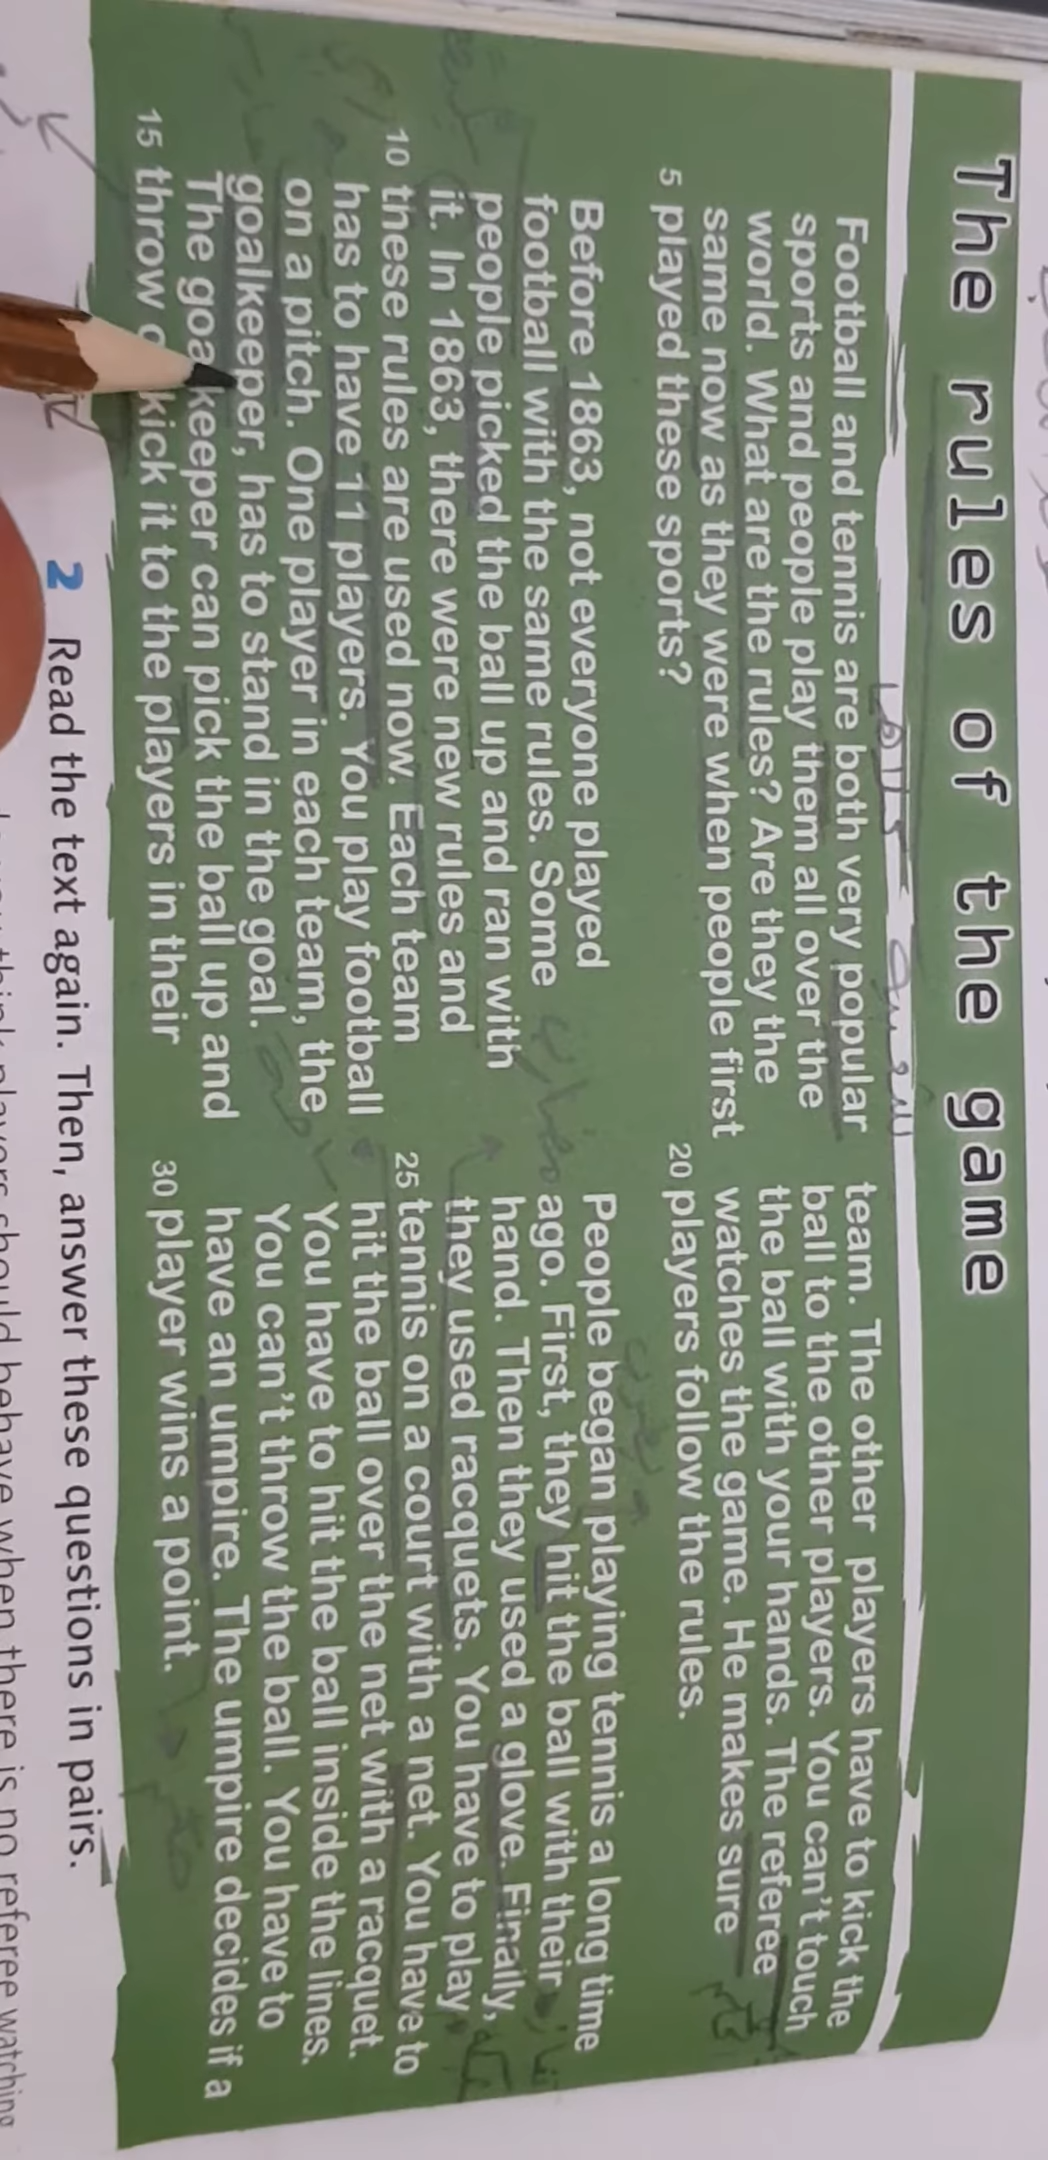 The rules of the game
Football and tennis are both very popular
sports and people play them all over the
world. What are the rules? Are they the
same now as they were when people first
5 played these sports?
Before 1863, not everyone played
football with the same rules. Some
people picked the ball up and ran with
it. In 1863, there were new rules and
10 these rules are used now. Each team
has to have 11 players. You play football
on a pitch. One player in each team, the
goalkeeper, has to stand in the goal.
The goalkeeper can pick the ball up and
15 throw kick it to the players in their
team. The other players have to kick the
ball to the other players. You can't touch
the ball with your hands. The referee
watches the game. He makes sure
20 players follow the rules.
People began playing tennis a long time
ago. First, they hit the ball with their
hand. Then they used a glove. Finally,
they used racquets. You have to play
25 tennis on a court with a net. You have to
hit the ball over the net with a racquet.
You have to hit the ball inside the lines.
You can't throw the ball. You have to
have an umpire. The umpire decides if a
30 player wins a point.
2 Read the text again. Then, answer these questions in pairs.
think players should behave when there is no referee watching